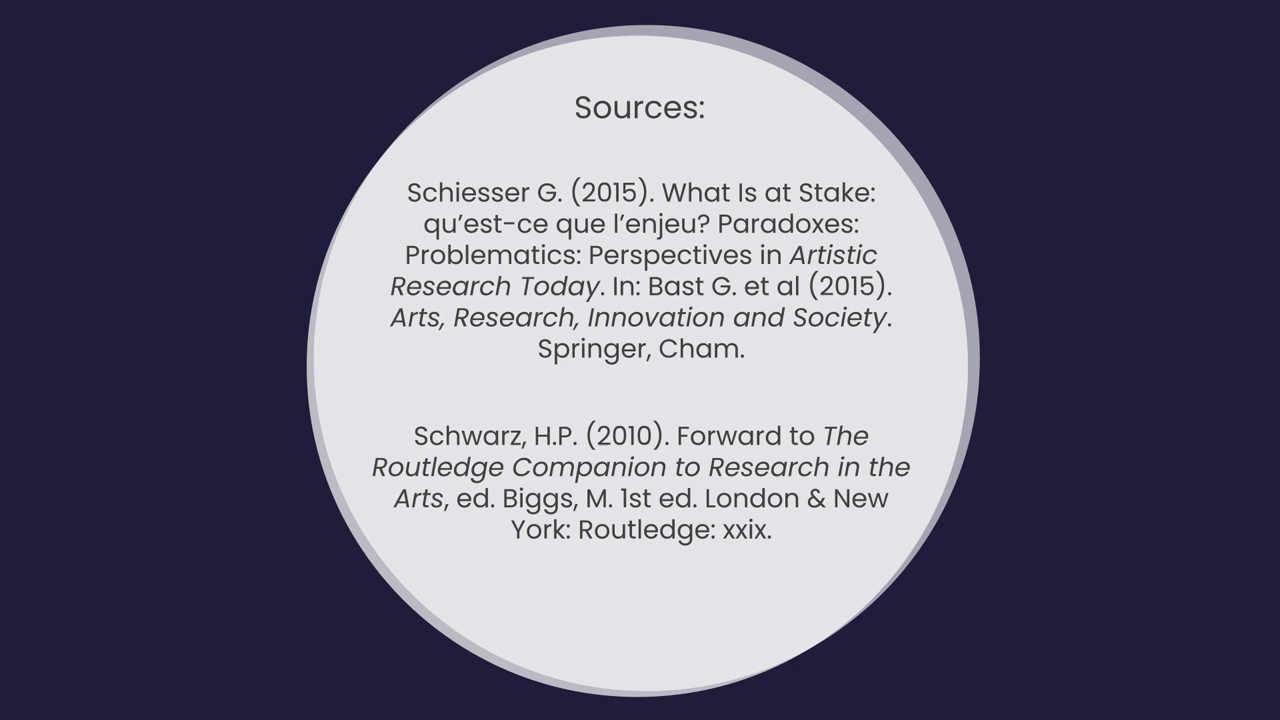 Sources:
Schiesser G. (2015). What Is at Stake:
qu’est-ce que l’enjeu? Paradoxes:
Problematics: Perspectives in Artistic
Research Today. In: Bast G. et al (2015).
Arts, Research, Innovation and Society.
Springer, Cham.
Schwarz, H.P. (2010). Forward to The
Routledge Companion to Research in the
Arts, ed. Biggs, M. 1st ed. London & New
York: Routledge: xxix.